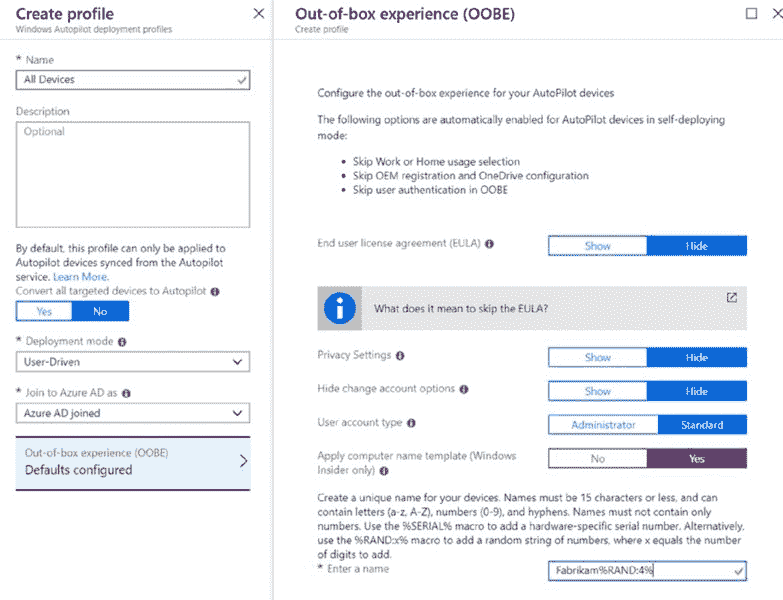 Create profile
Windows Autopilot deployment profiles
* Name
All Devices
Description
Optional
By default, this profile can only be applied to
Autopilot devices synced from the Autopilot
service. Learn More.
Convert all targeted devices to Autopilot
Yes No
* Deployment mode
User-Driven
* Join to Azure AD as
Azure AD joined
Out-of-box experience (OOBE)
Defaults configured
Out-of-box experience (OOBE)
Create profile
Configure the out-of-box experience for your AutoPilot devices
The following options are automatically enabled for AutoPilot devices in self-deploying
mode:
• Skip Work or Home usage selection
• Skip OEM registration and OneDrive configuration
• Skip user authentication in OOBE
End user license agreement (EULA) Show Hide
What does it mean to skip the EULA?
Privacy Settings Show Hide
Hide change account options Show Hide
User account type Administrator Standard
Apply computer name template (Windows
Insider only) No Yes
Create a unique name for your devices. Names must be 15 characters or less, and can
contain letters (a-z, A-Z), numbers (0-9), and hyphens. Names must not contain only
numbers. Use the %SERIAL% macro to add a hardware-specific serial number. Alternatively,
use the %RAND:x% macro to add a random string of numbers, where x equals the number
of digits to add.
* Enter a name Fabrikam%RAND:4%